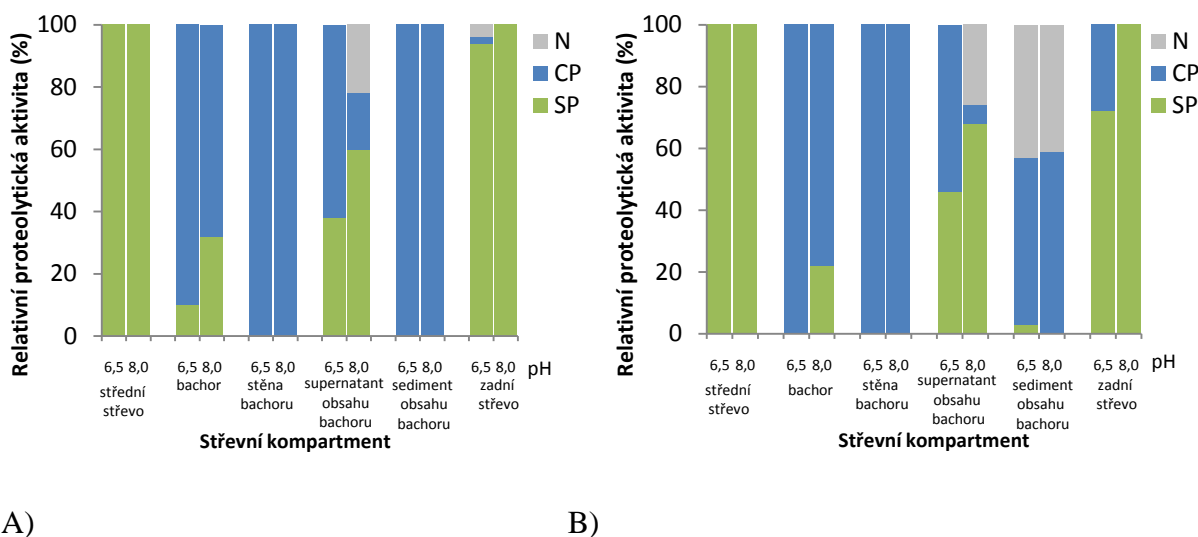 Relativní proteolytická aktivita (%)
100
80
60
40
20
0
N
CP
SP
6,5 8,0 6,5 8,0 6,5 8,0 6,5 8,0 6,5 8,0 6,5 8,0 pH
střední střevo
bachor
stěna bachoru
supernatant obsahu bachoru
sediment obsahu bachoru
zadní střevo
Střevní kompartment
A)
Relativní proteolytická aktivita (%)
100
80
60
40
20
0
N
CP
SP
6,5 8,0 6,5 8,0 6,5 8,0 6,5 8,0 6,5 8,0 6,5 8,0 pH
střední střevo
bachor
stěna bachoru
supernatant obsahu bachoru
sediment obsahu bachoru
zadní střevo
Střevní kompartment
B)